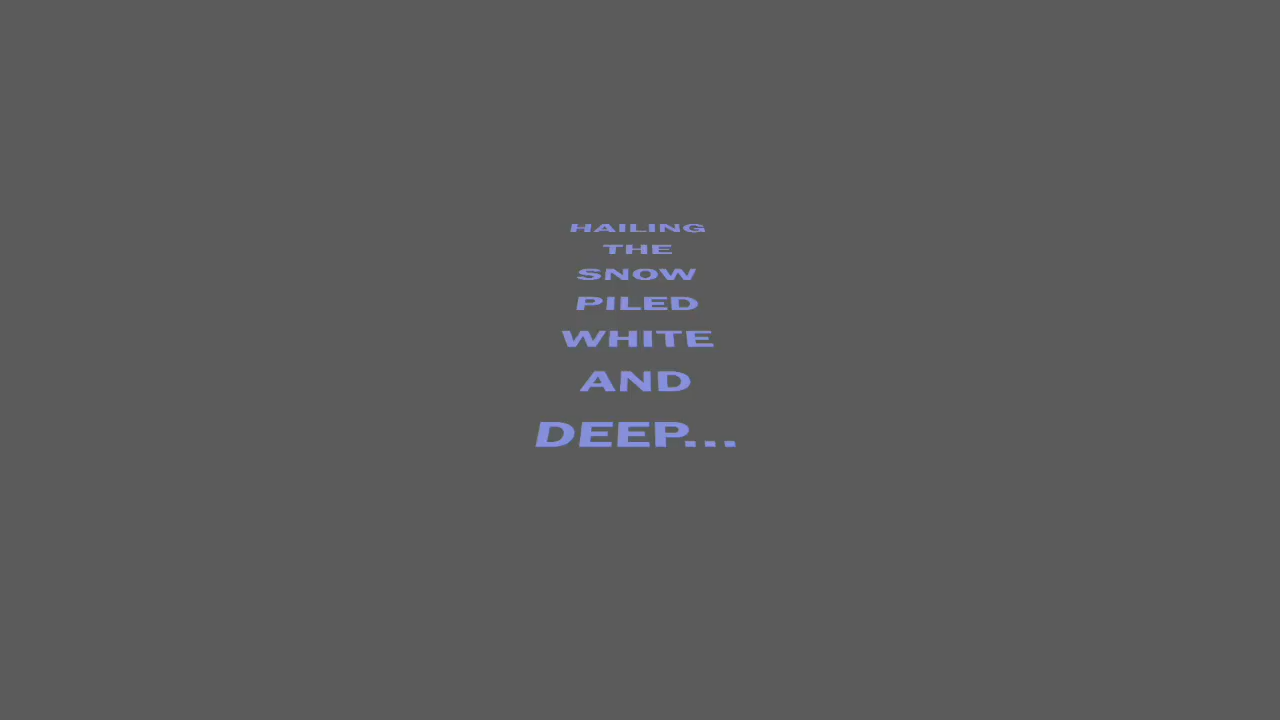 HAILING
THE
SNOW
PILED
WHITE
AND
DEEP...